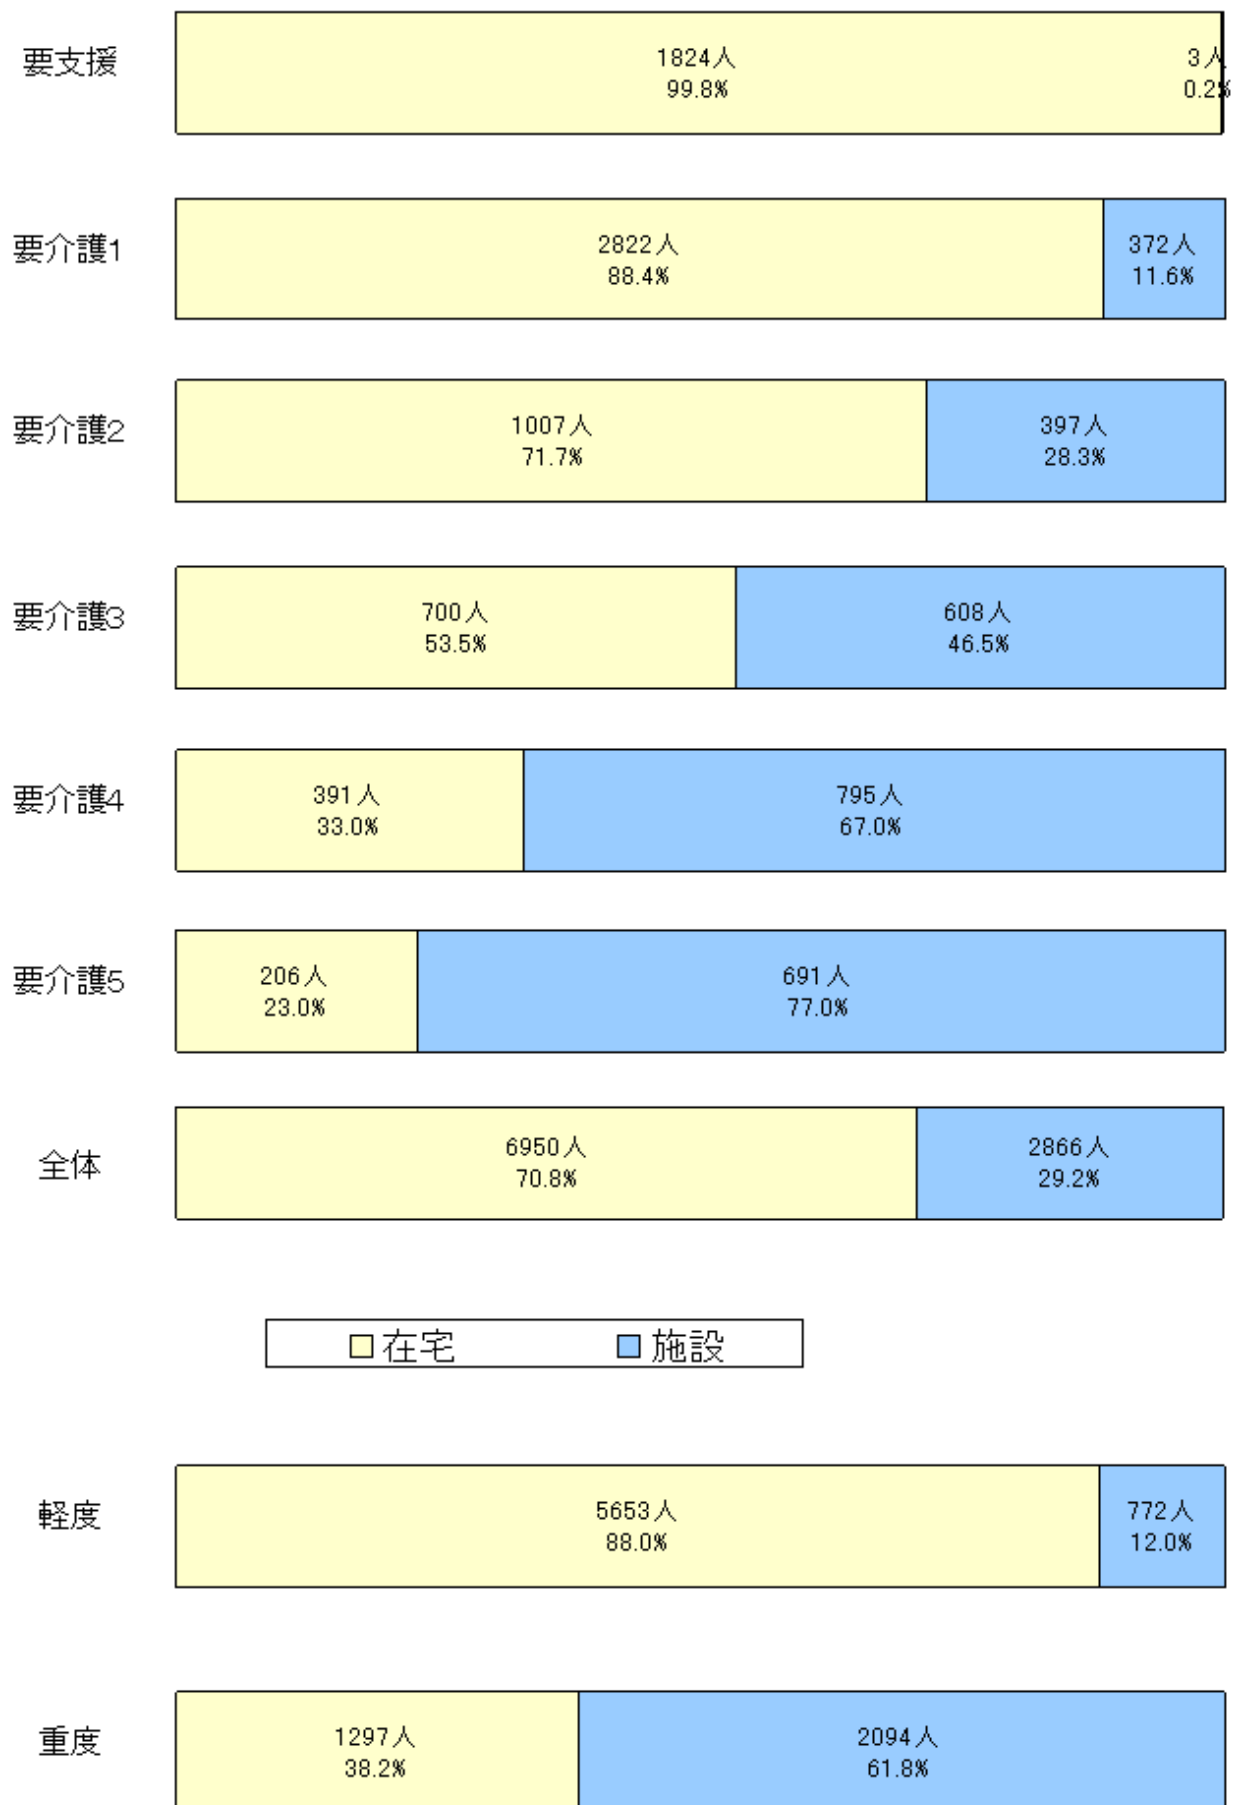 要支援
1824人
99.8%
3人
0.2%
要介護1
2822人
88.4%
372人
11.6%
要介護2
1007人
71.7%
397人
28.3%
要介護3
700人
53.5%
608人
46.5%
要介護4
391人
33.0%
795人
67.0%
要介護5
206人
23.0%
691人
77.0%
全体
6950人
70.8%
2866人
29.2%
在宅
施設
軽度
5653人
88.0%
772人
12.0%
重度
1297人
38.2%
2094人
61.8%